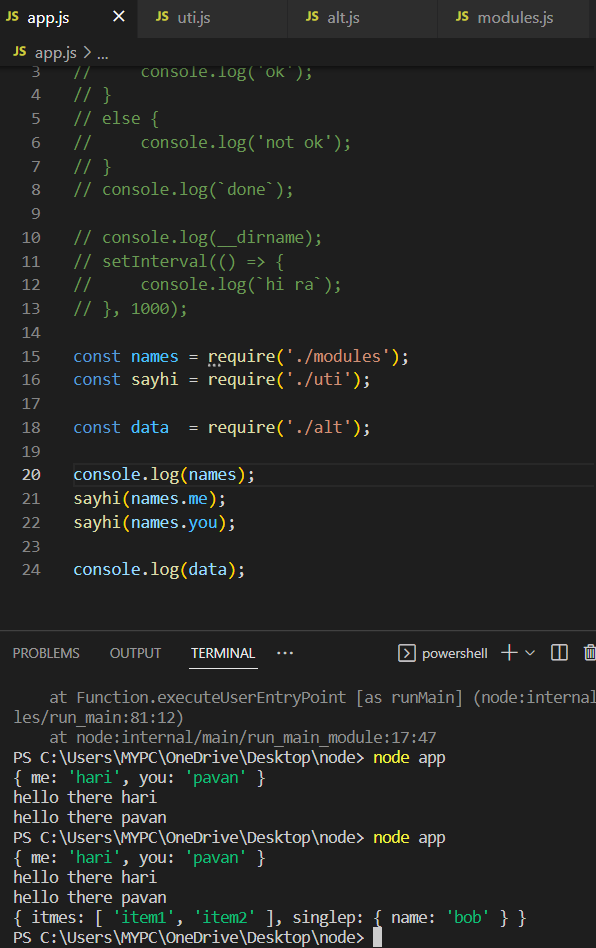 JS app.js × JS uti.js JS alt.js JS modules.js
JS app.js > ...
3 //     console.log('ok');
4 // }
5 // else {
6 //     console.log('not ok');
7 // }
8 // console.log(`done`);
9
10 // console.log(__dirname);
11 // setInterval(() => {
12 //     console.log(`hi ra`);
13 // }, 1000);
14
15 const names = require('./modules');
16 const sayhi = require('./uti');
17
18 const data  = require('./alt');
19
20 console.log(names);
21 sayhi(names.me);
22 sayhi(names.you);
23
24 console.log(data);
PROBLEMS OUTPUT TERMINAL ··· powershell
    at Function.executeUserEntryPoint [as runMain] (node:internal
les/run_main:81:12)
    at node:internal/main/run_main_module:17:47
PS C:\Users\MYPC\OneDrive\Desktop\node> node app
{ me: 'hari', you: 'pavan' }
hello there hari
hello there pavan
PS C:\Users\MYPC\OneDrive\Desktop\node> node app
{ me: 'hari', you: 'pavan' }
hello there hari
hello there pavan
{ itmes: [ 'item1', 'item2' ], singlep: { name: 'bob' } }
PS C:\Users\MYPC\OneDrive\Desktop\node>